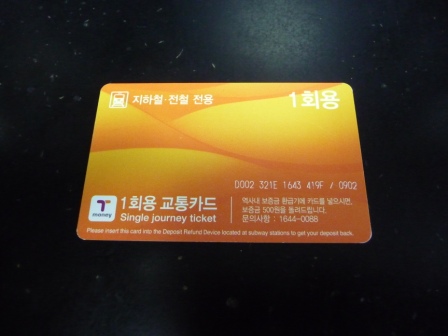 지하철·전철 전용
1회용
D002 321E 1643 419F / 0902
T
money
1회용 교통카드
Single journey ticket
역사내 보증금 환급기에 카드를 넣으시면,
보증금 500원을 돌려드립니다.
문의사항 : 1644-0088
Please insert this card into the Deposit Refund Device located at subway stations to get your deposit back.